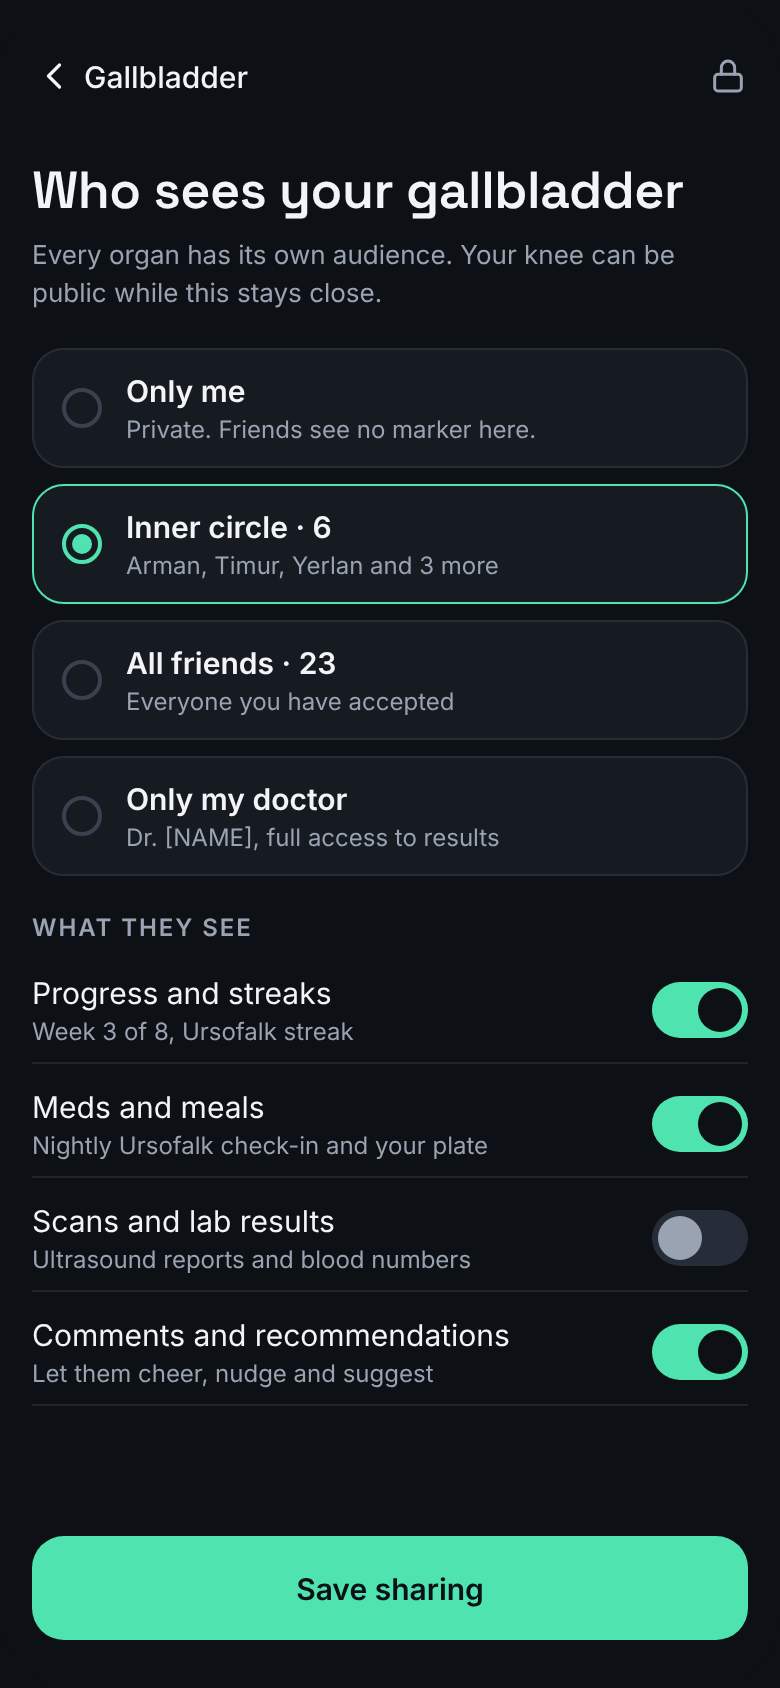 Gallbladder
Who sees your gallbladder
Every organ has its own audience. Your knee can be
public while this stays close.
Only me
Private. Friends see no marker here.
Inner circle · 6
Arman, Timur, Yerlan and 3 more
All friends · 23
Everyone you have accepted
Only my doctor
Dr. [NAME], full access to results
WHAT THEY SEE
Progress and streaks
Week 3 of 8, Ursofalk streak
Meds and meals
Nightly Ursofalk check-in and your plate
Scans and lab results
Ultrasound reports and blood numbers
Comments and recommendations
Let them cheer, nudge and suggest
Save sharing